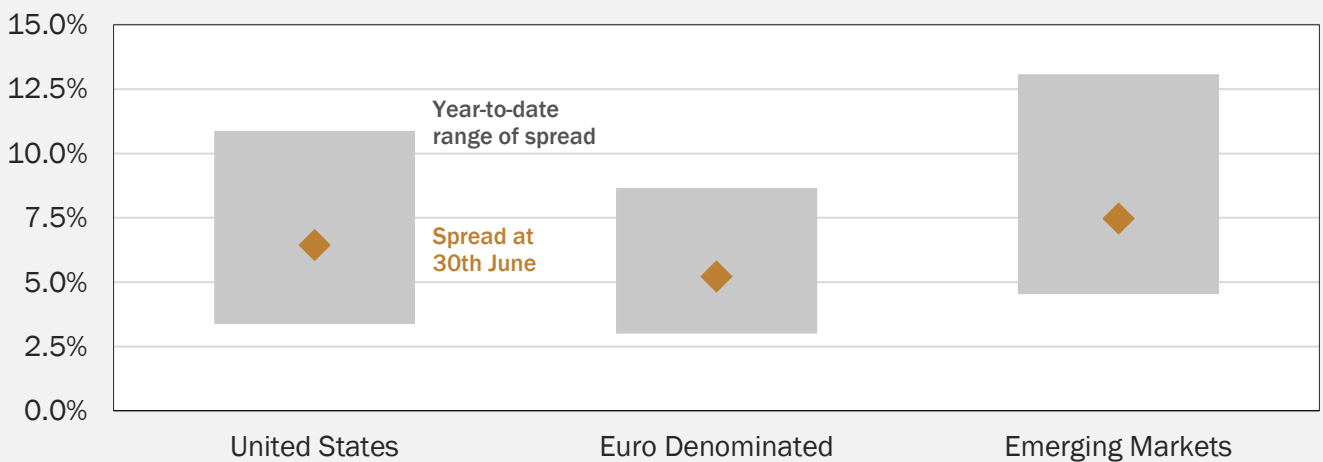 15.0%
12.5%
10.0%
7.5%
5.0%
2.5%
0.0%
Year-to-date
range of spread
Spread at
30th June
United States
Euro Denominated
Emerging Markets